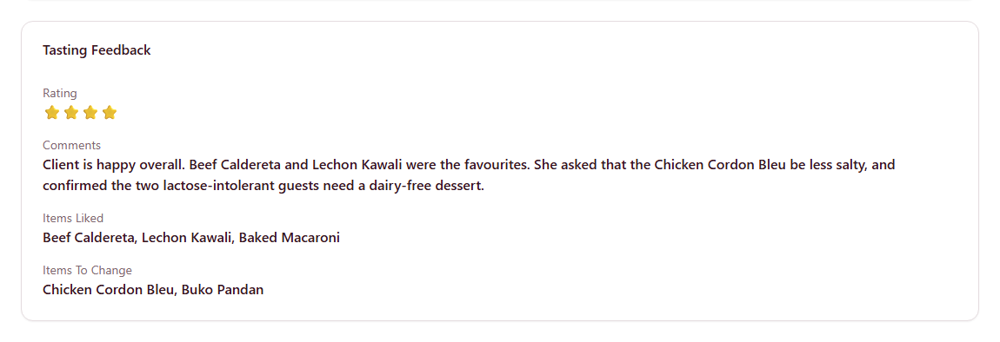 Tasting Feedback
Rating
Comments
Client is happy overall. Beef Caldereta and Lechon Kawali were the favourites. She asked that the Chicken Cordon Bleu be less salty, and
confirmed the two lactose-intolerant guests need a dairy-free dessert.
Items Liked
Beef Caldereta, Lechon Kawali, Baked Macaroni
Items To Change
Chicken Cordon Bleu, Buko Pandan